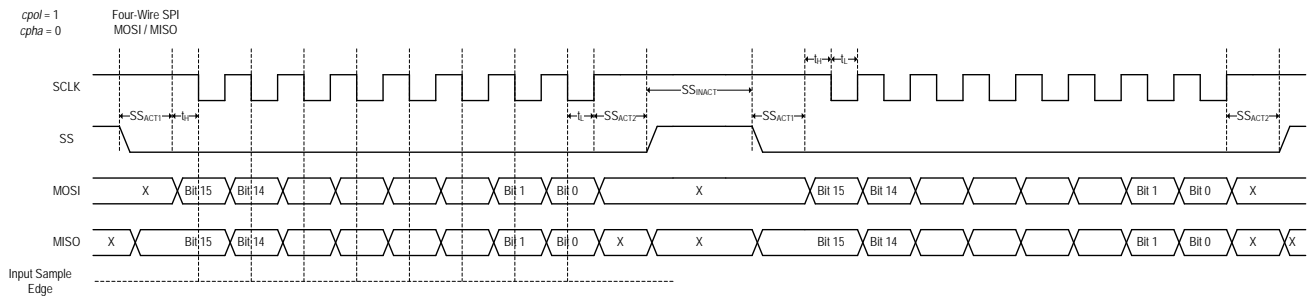 cpol = 1 Four-Wire SPI
cpha = 0 MOSI / MISO
tH tL
SCLK
SSINACT
SSACT1 tH tL SSACT2 SSACT1 SSACT2
SS
MOSI X Bit 15 Bit 14 Bit 1 Bit 0 X Bit 15 Bit 14 Bit 1 Bit 0 X
MISO X Bit 15 Bit 14 Bit 1 Bit 0 X X Bit 15 Bit 14 Bit 1 Bit 0 X X
Input Sample
Edge